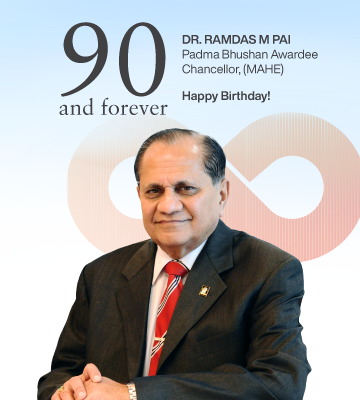 90
and forever
DR. RAMDAS M PAI
Padma Bhushan Awardee
Chancellor, (MAHE)
Happy Birthday!